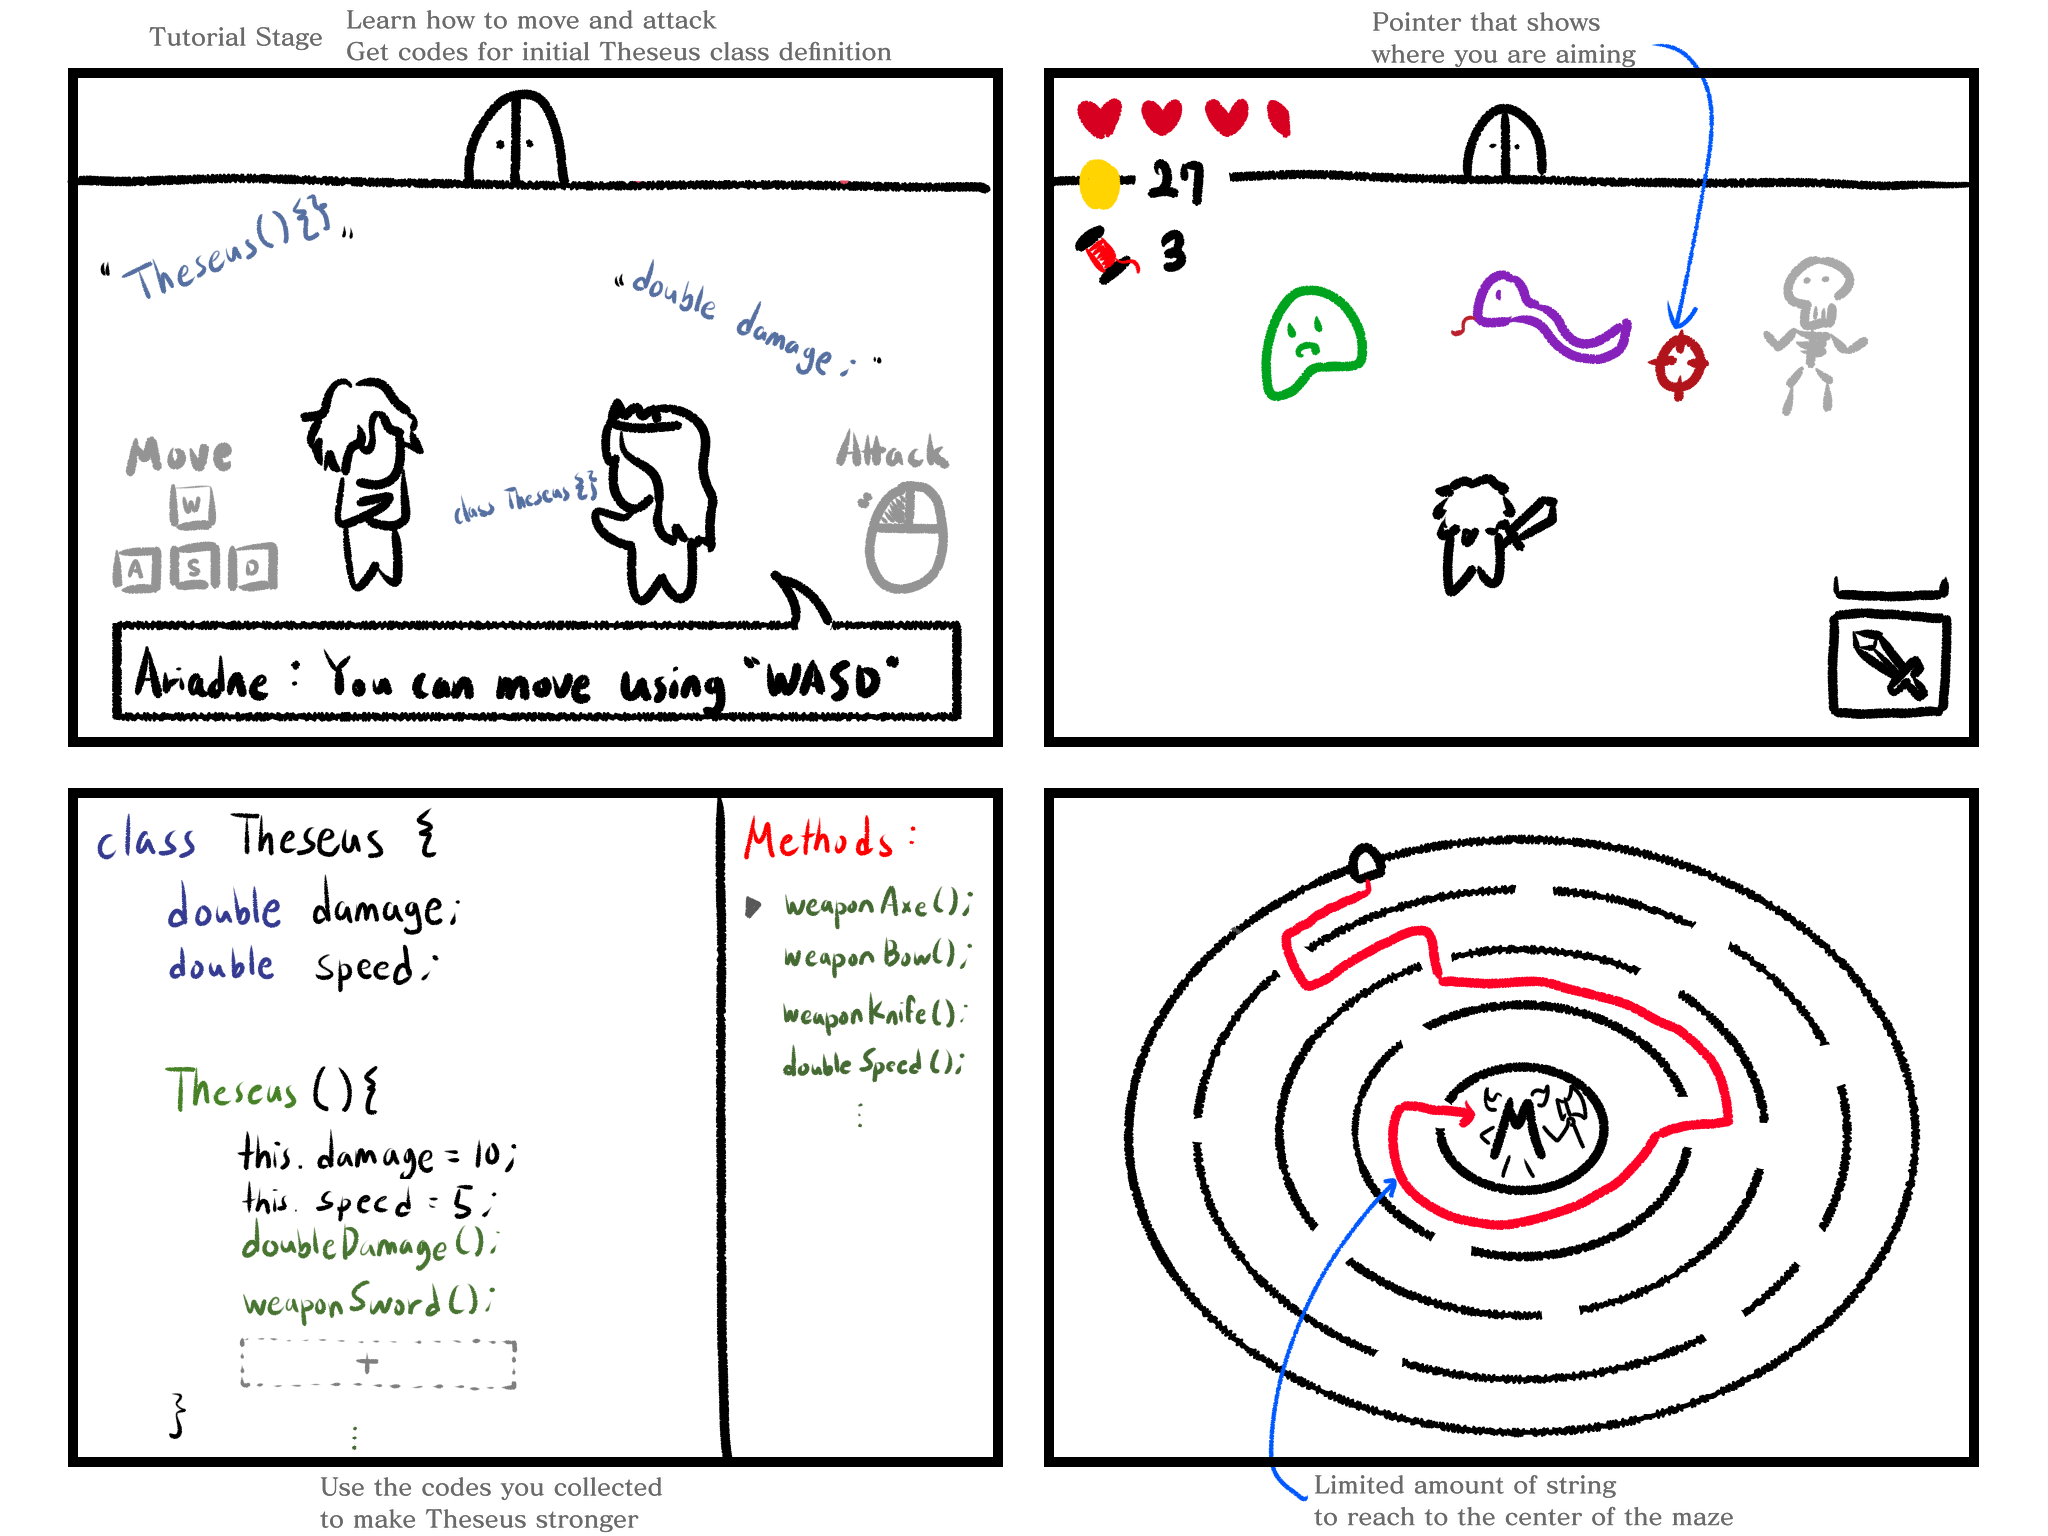 Tutorial Stage
Learn how to move and attack
Get codes for initial Theseus class definition
"Theseus(){}"
"double damage;"
class Theseus{}
Move
W
A S D
Attack
Ariadne: You can move using "WASD"
Pointer that shows
where you are aiming
27
3
class Theseus {
double damage;
double speed;
Theseus(){
this.damage = 10;
this.speed = 5;
doubleDamage();
weaponSword();
+
}
⋮
Methods:
weaponAxe();
weaponBow();
weaponKnife();
doubleSpeed();
⋮
Use the codes you collected
to make Theseus stronger
M
Limited amount of string
to reach to the center of the maze